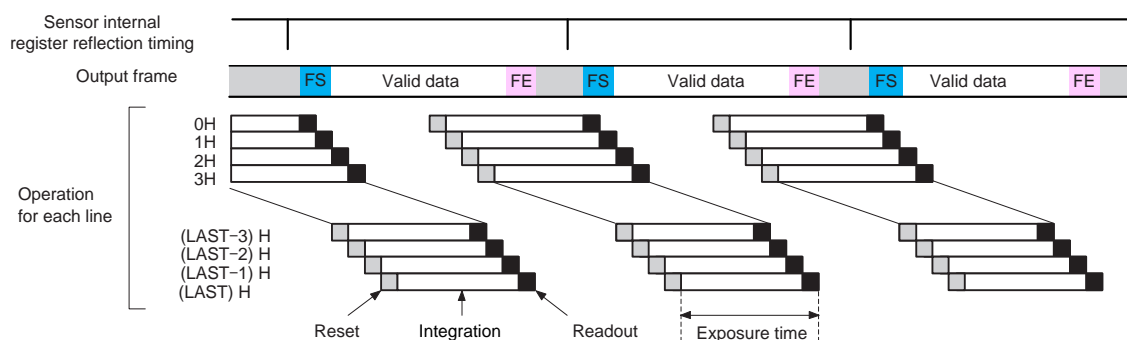 Sensor internal
register reflection timing
Output frame
FS Valid data FE FS Valid data FE FS Valid data FE
0H
1H
2H
3H
Operation
for each line
(LAST−3) H
(LAST−2) H
(LAST−1) H
(LAST) H
Reset Integration Readout Exposure time